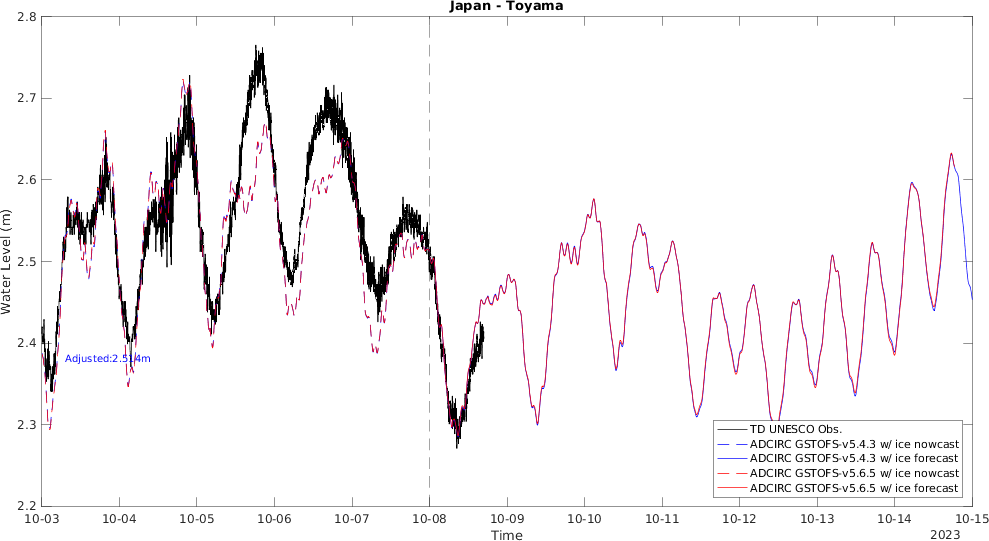 Japan - Toyama
2.8
2.7
2.6
2.5
2.4
2.3
2.2
Water Level (m)
Adjusted:2.514m
TD UNESCO Obs.
ADCIRC GSTOFS-v5.4.3 w/ ice nowcast
ADCIRC GSTOFS-v5.4.3 w/ ice forecast
ADCIRC GSTOFS-v5.6.5 w/ ice nowcast
ADCIRC GSTOFS-v5.6.5 w/ ice forecast
10-03 10-04 10-05 10-06 10-07 10-08 10-09 10-10 10-11 10-12 10-13 10-14 10-15
Time
2023